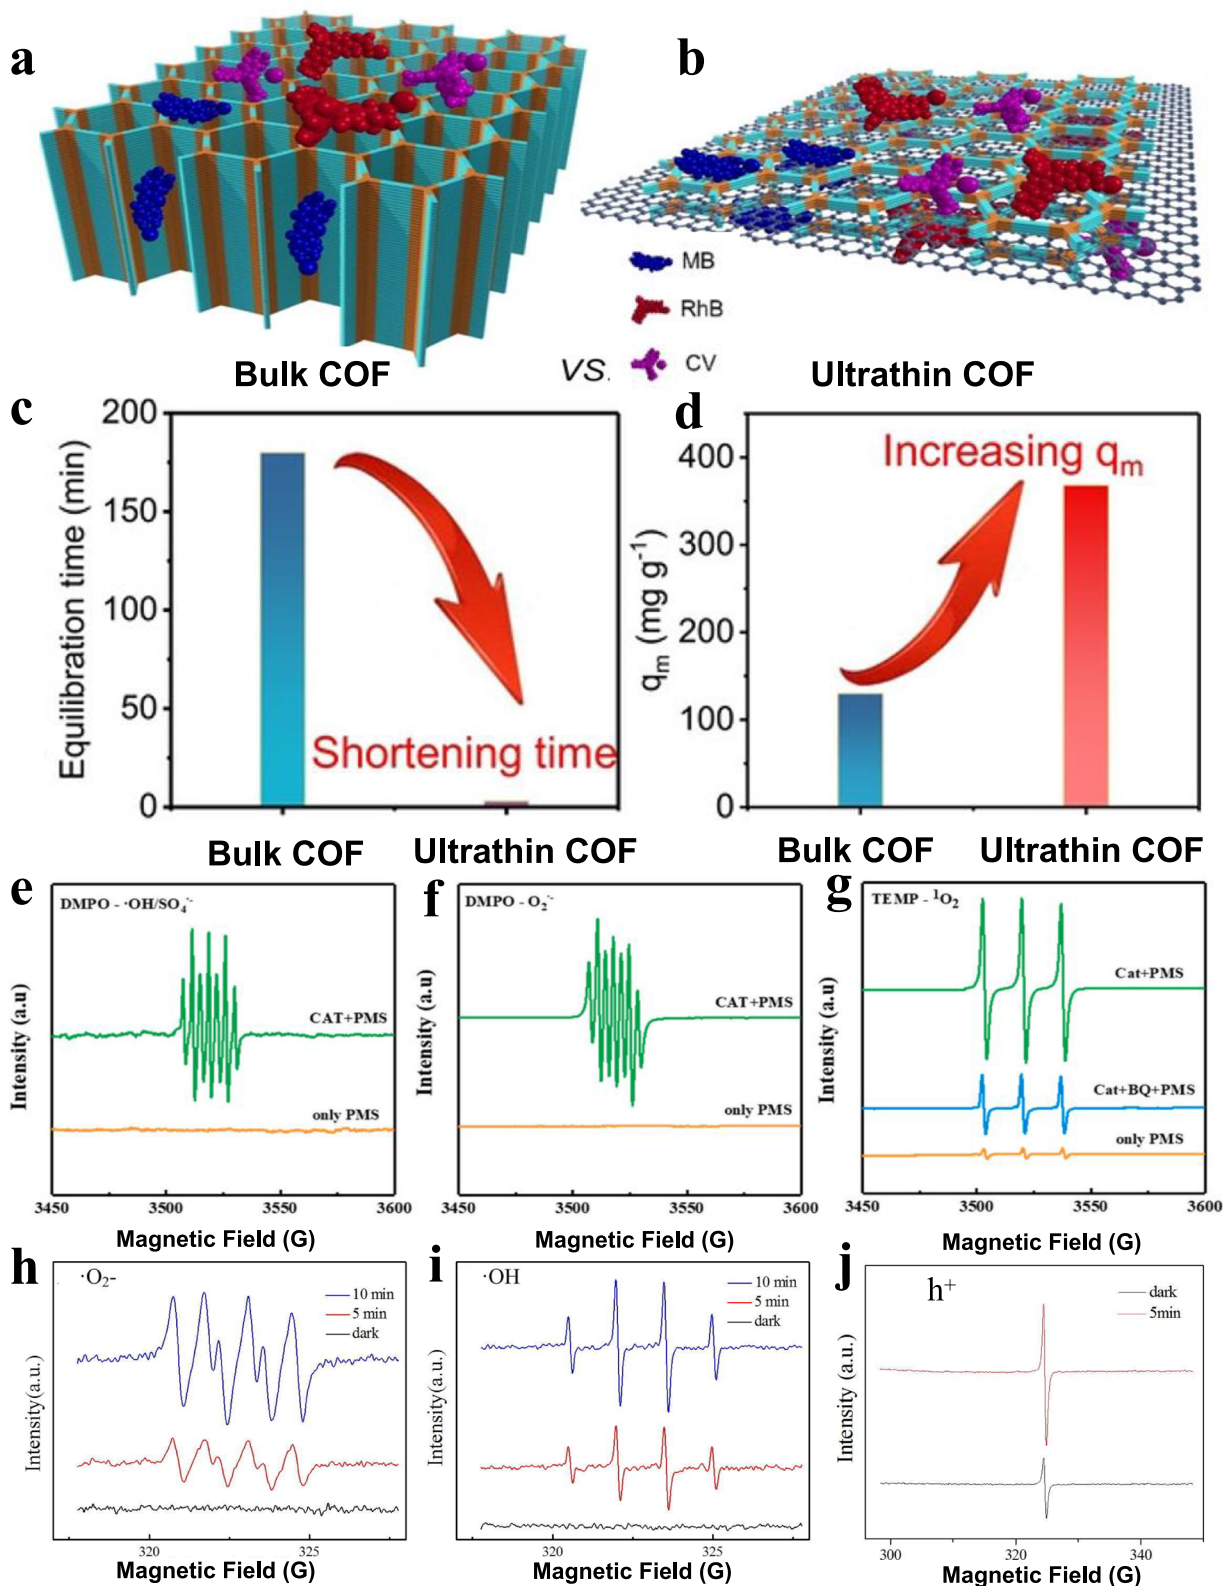 a
b
MB
RhB
CV
Bulk COF
VS.
Ultrathin COF
c
200
150
100
50
0
Equilibration time (min)
Shortening time
Bulk COF
Ultrathin COF
d
400
300
200
100
0
qm (mg g-1)
Increasing qm
Bulk COF
Ultrathin COF
e
DMPO - ·OH/SO4·-
CAT+PMS
only PMS
Intensity (a.u)
3450
3500
3550
3600
Magnetic Field (G)
f
DMPO - O2·-
CAT+PMS
only PMS
Intensity (a.u)
3450
3500
3550
3600
Magnetic Field (G)
g
TEMP - 1O2
Cat+PMS
Cat+BQ+PMS
only PMS
Intensity (a.u)
3450
3500
3550
3600
Magnetic Field (G)
h
·O2-
10 min
5 min
dark
Intensity(a.u.)
320
325
Magnetic Field (G)
i
·OH
10 min
5 min
dark
Intensity(a.u.)
320
325
Magnetic Field (G)
j
h+
dark
5min
Intensity (a.u.)
300
320
340
Magnetic Field (G)